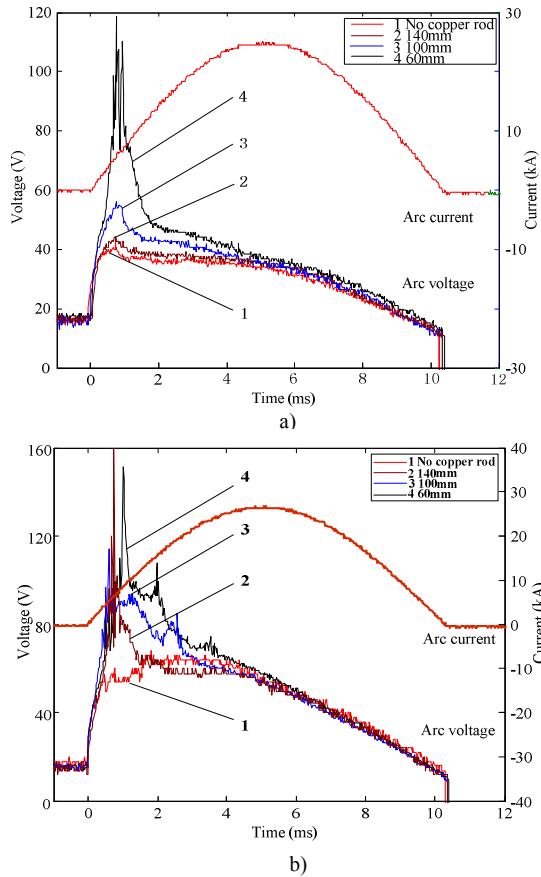 120
100
80
60
40
20
0
Voltage (V)
30
20
10
0
-10
-20
-30
Current (kA)
1 No copper rod
2 140mm
3 100mm
4 60mm
4
3
2
1
Arc current
Arc voltage
0 2 4 6 8 10 12
Time (ms)
a)
160
120
80
40
0
Voltage (V)
40
30
20
10
0
-10
-20
-30
-40
Current (kA)
1 No copper rod
2 140mm
3 100mm
4 60mm
4
3
2
1
Arc current
Arc voltage
0 2 4 6 8 10 12
Time (ms)
b)